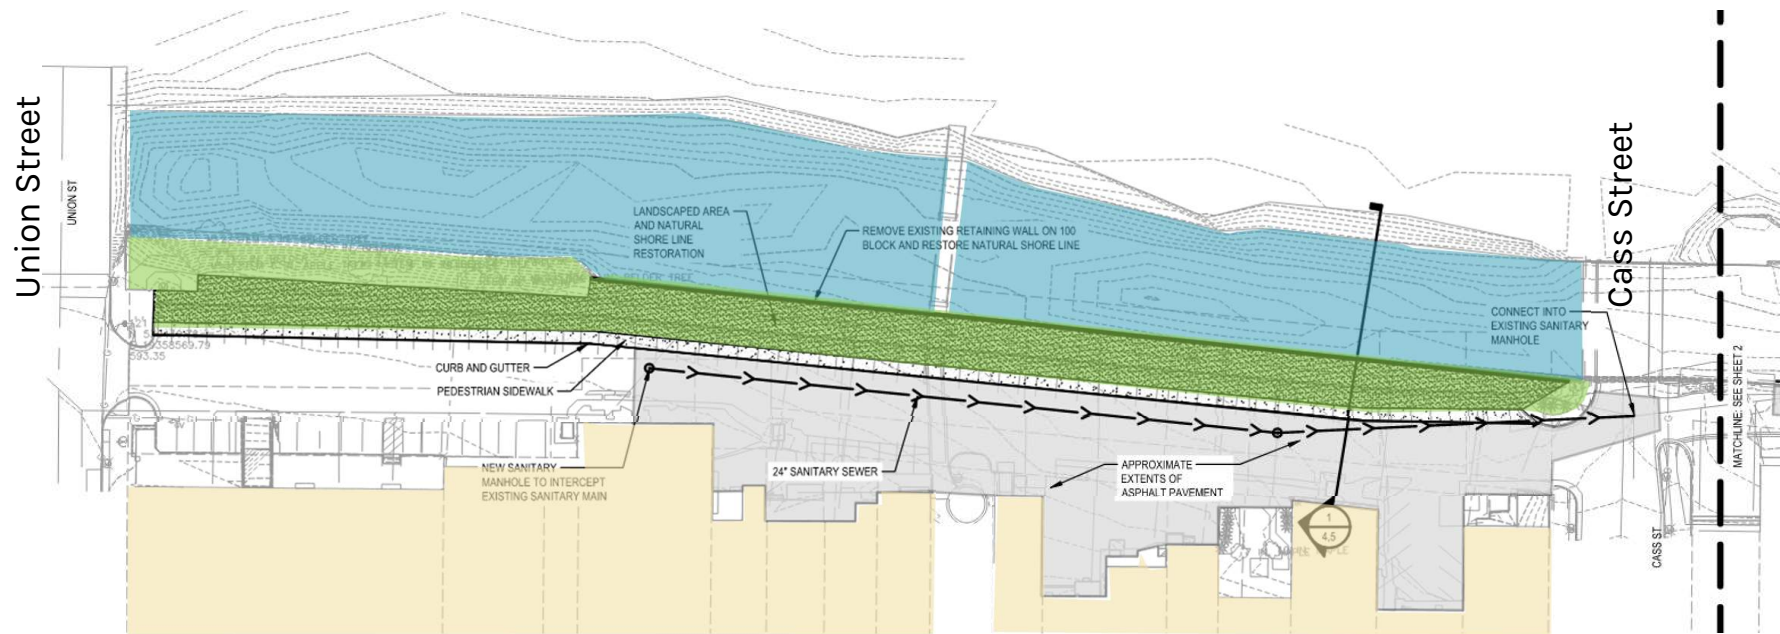 Union Street
UNION ST
LANDSCAPED AREA
AND NATURAL
SHORE LINE
RESTORATION
REMOVE EXISTING RETAINING WALL ON 100
BLOCK AND RESTORE NATURAL SHORE LINE
Cass Street
CONNECT INTO
EXISTING SANITARY
MANHOLE
MATCHLINE: SEE SHEET 2
593.35
CURB AND GUTTER
PEDESTRIAN SIDEWALK
NEW SANITARY
MANHOLE TO INTERCEPT
EXISTING SANITARY MAIN
24" SANITARY SEWER
APPROXIMATE
EXTENTS OF
ASPHALT PAVEMENT
1
4,5
CASS ST